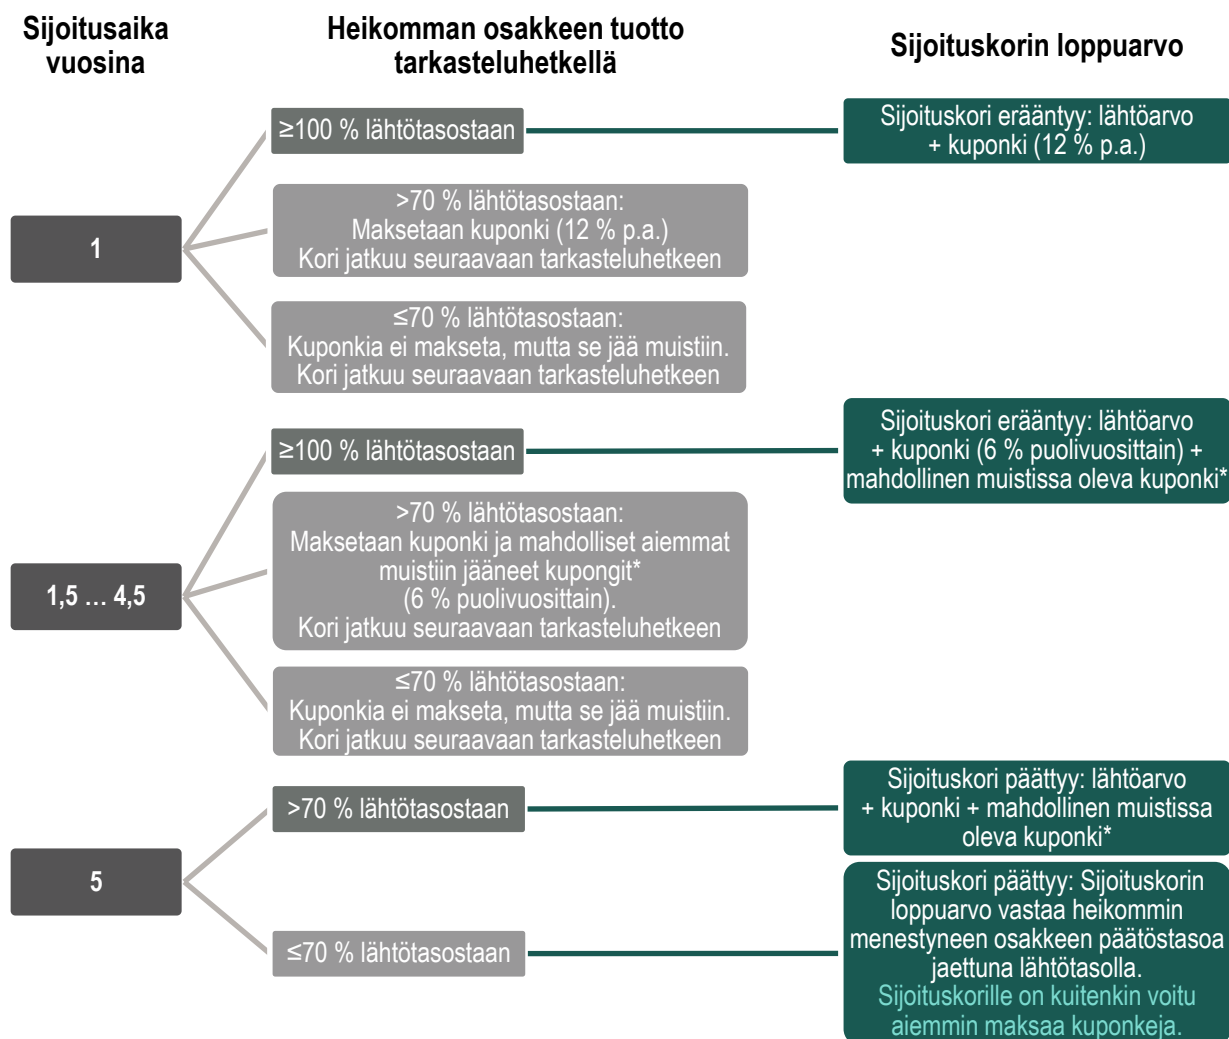 Sijoitusaika
vuosina
Heikomman osakkeen tuotto
tarkasteluhetkellä
Sijoituskorin loppuarvo
1
≥100 % lähtötasostaan
Sijoituskori erääntyy: lähtöarvo
+ kuponki (12 % p.a.)
>70 % lähtötasostaan:
Maksetaan kuponki (12 % p.a.)
Kori jatkuu seuraavaan tarkasteluhetkeen
≤70 % lähtötasostaan:
Kuponkia ei makseta, mutta se jää muistiin.
Kori jatkuu seuraavaan tarkasteluhetkeen
1,5 … 4,5
≥100 % lähtötasostaan
Sijoituskori erääntyy: lähtöarvo
+ kuponki (6 % puolivuosittain) +
mahdollinen muistissa oleva kuponki*
>70 % lähtötasostaan:
Maksetaan kuponki ja mahdolliset aiemmat
muistiin jääneet kupongit*
(6 % puolivuosittain).
Kori jatkuu seuraavaan tarkasteluhetkeen
≤70 % lähtötasostaan:
Kuponkia ei makseta, mutta se jää muistiin.
Kori jatkuu seuraavaan tarkasteluhetkeen
5
>70 % lähtötasostaan
Sijoituskori päättyy: lähtöarvo
+ kuponki + mahdollinen muistissa
oleva kuponki*
≤70 % lähtötasostaan
Sijoituskori päättyy: Sijoituskorin
loppuarvo vastaa heikommin
menestyneen osakkeen päätöstasoa
jaettuna lähtötasolla.
Sijoituskorille on kuitenkin voitu
aiemmin maksaa kuponkeja.